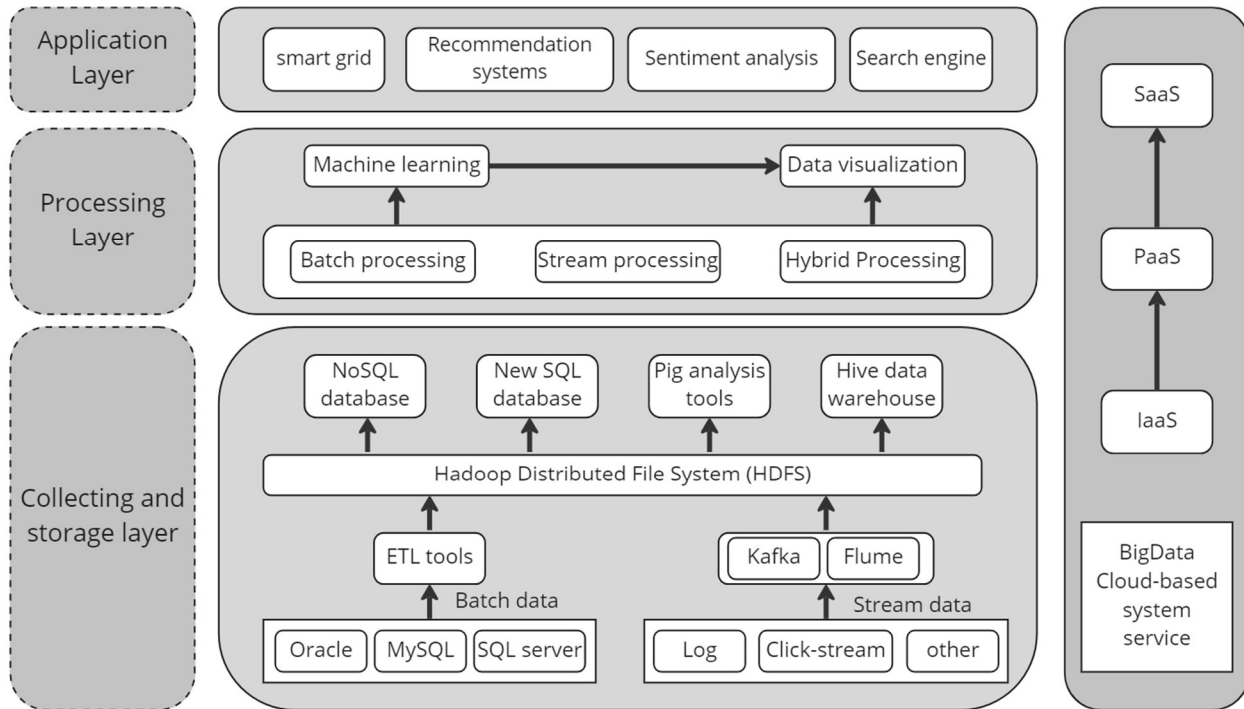 Application
Layer
smart grid
Recommendation
systems
Sentiment analysis
Search engine
Processing
Layer
Machine learning
Data visualization
Batch processing
Stream processing
Hybrid Processing
Collecting and
storage layer
NoSQL
database
New SQL
database
Pig analysis
tools
Hive data
warehouse
Hadoop Distributed File System (HDFS)
ETL tools
Kafka
Flume
Batch data
Stream data
Oracle
MySQL
SQL server
Log
Click-stream
other
SaaS
PaaS
IaaS
BigData
Cloud-based
system
service